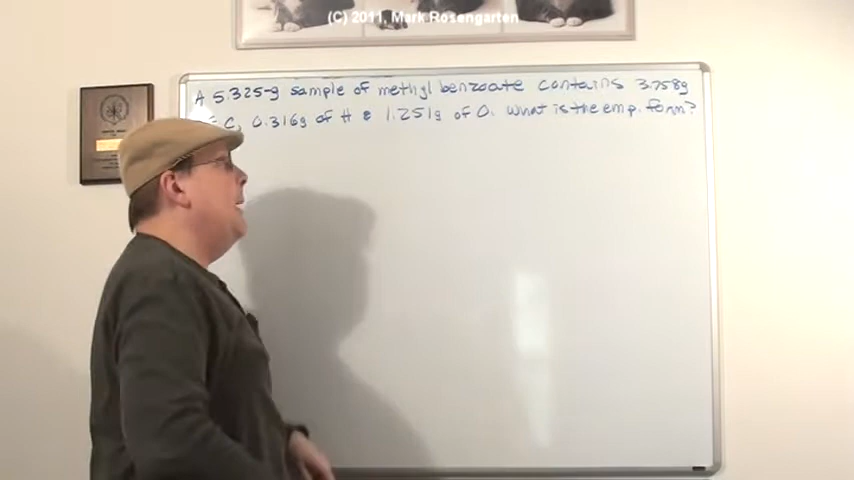 (C) 2011, Mark Rosengarten
A 5.325-g sample of methyl benzoate contains 3.758g
C, 0.316g of H & 1.251g of O. What is the emp. form?